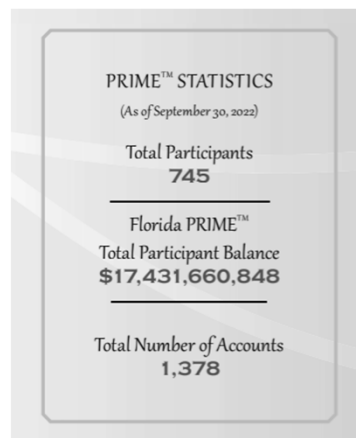 PRIME™ STATISTICS
(As of September 30, 2022)
Total Participants
745
Florida PRIME™
Total Participant Balance
$17,431,660,848
Total Number of Accounts
1,378